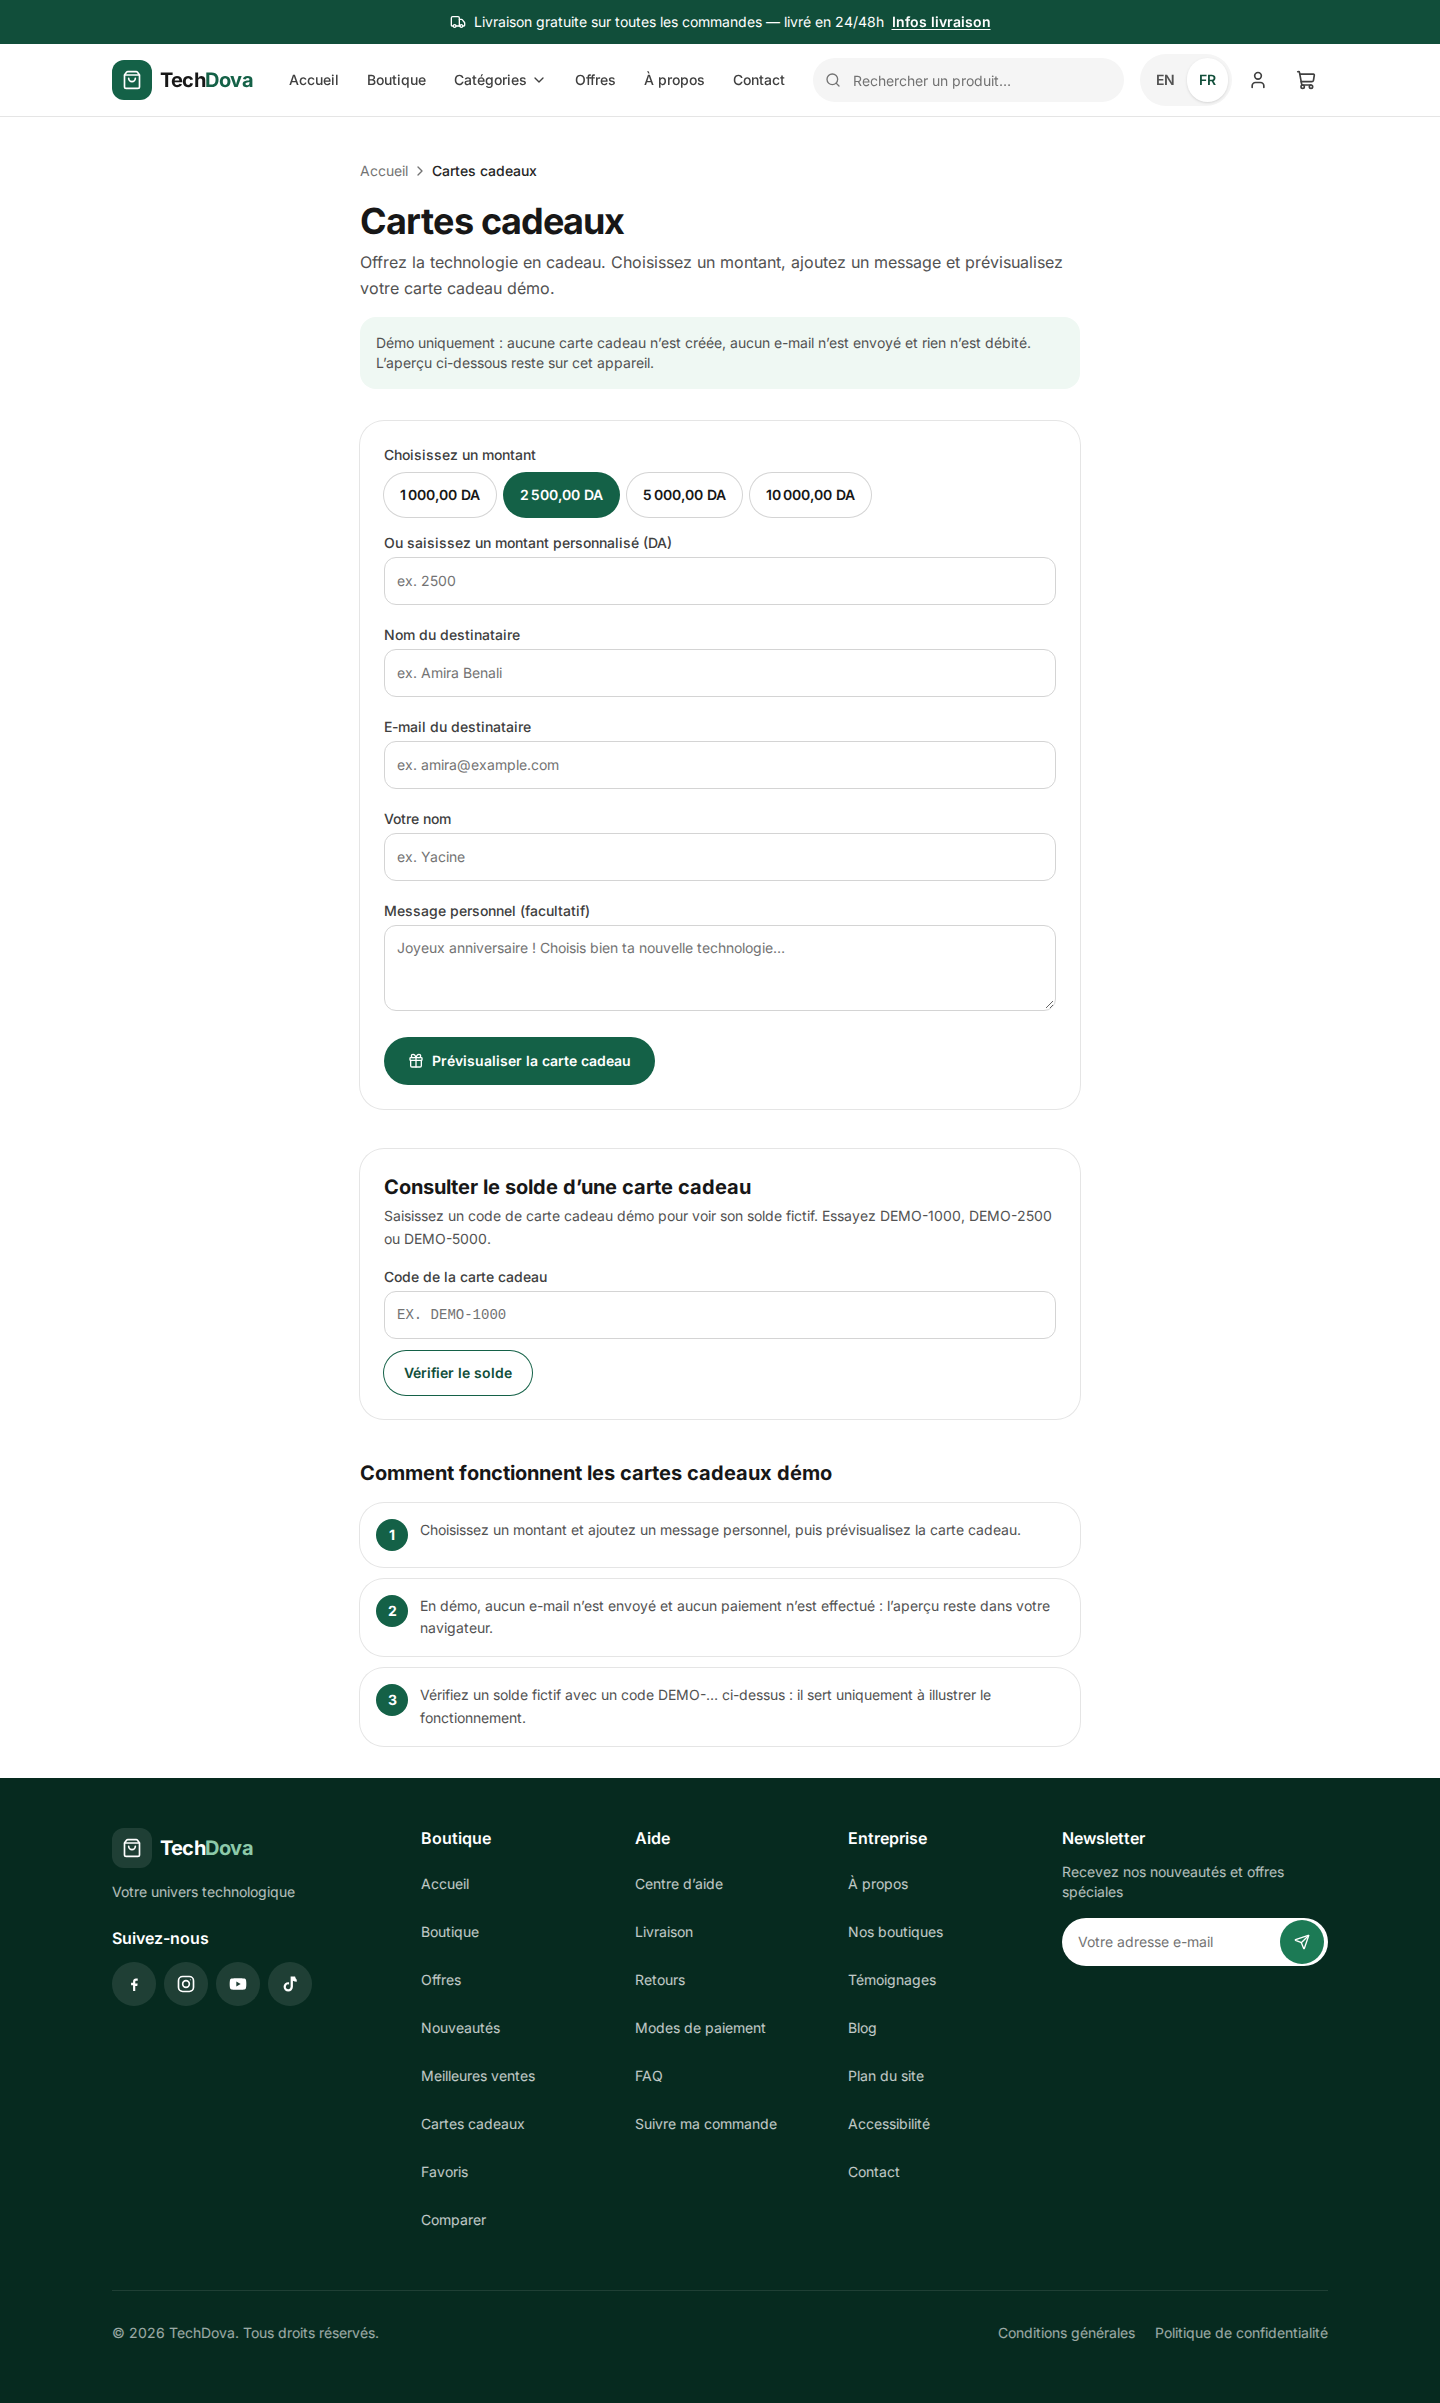 Livraison gratuite sur toutes les commandes — livré en 24/48h Infos livraison
TechDova
Accueil
Boutique
Catégories
Offres
À propos
Contact
Rechercher un produit...
EN
FR
Accueil > Cartes cadeaux
Cartes cadeaux
Offrez la technologie en cadeau. Choisissez un montant, ajoutez un message et prévisualisez
votre carte cadeau démo.
Démo uniquement : aucune carte cadeau n’est créée, aucun e-mail n’est envoyé et rien n’est débité.
L’aperçu ci-dessous reste sur cet appareil.
Choisissez un montant
1 000,00 DA
2 500,00 DA
5 000,00 DA
10 000,00 DA
Ou saisissez un montant personnalisé (DA)
ex. 2500
Nom du destinataire
ex. Amira Benali
E-mail du destinataire
ex. amira@example.com
Votre nom
ex. Yacine
Message personnel (facultatif)
Joyeux anniversaire ! Choisis bien ta nouvelle technologie...
Prévisualiser la carte cadeau
Consulter le solde d’une carte cadeau
Saisissez un code de carte cadeau démo pour voir son solde fictif. Essayez DEMO-1000, DEMO-2500
ou DEMO-5000.
Code de la carte cadeau
EX. DEMO-1000
Vérifier le solde
Comment fonctionnent les cartes cadeaux démo
1 Choisissez un montant et ajoutez un message personnel, puis prévisualisez la carte cadeau.
2 En démo, aucun e-mail n’est envoyé et aucun paiement n’est effectué : l’aperçu reste dans votre
navigateur.
3 Vérifiez un solde fictif avec un code DEMO-… ci-dessus : il sert uniquement à illustrer le
fonctionnement.
TechDova
Votre univers technologique
Suivez-nous
Boutique
Accueil
Boutique
Offres
Nouveautés
Meilleures ventes
Cartes cadeaux
Favoris
Comparer
Aide
Centre d’aide
Livraison
Retours
Modes de paiement
FAQ
Suivre ma commande
Entreprise
À propos
Nos boutiques
Témoignages
Blog
Plan du site
Accessibilité
Contact
Newsletter
Recevez nos nouveautés et offres
spéciales
Votre adresse e-mail
© 2026 TechDova. Tous droits réservés.
Conditions générales
Politique de confidentialité